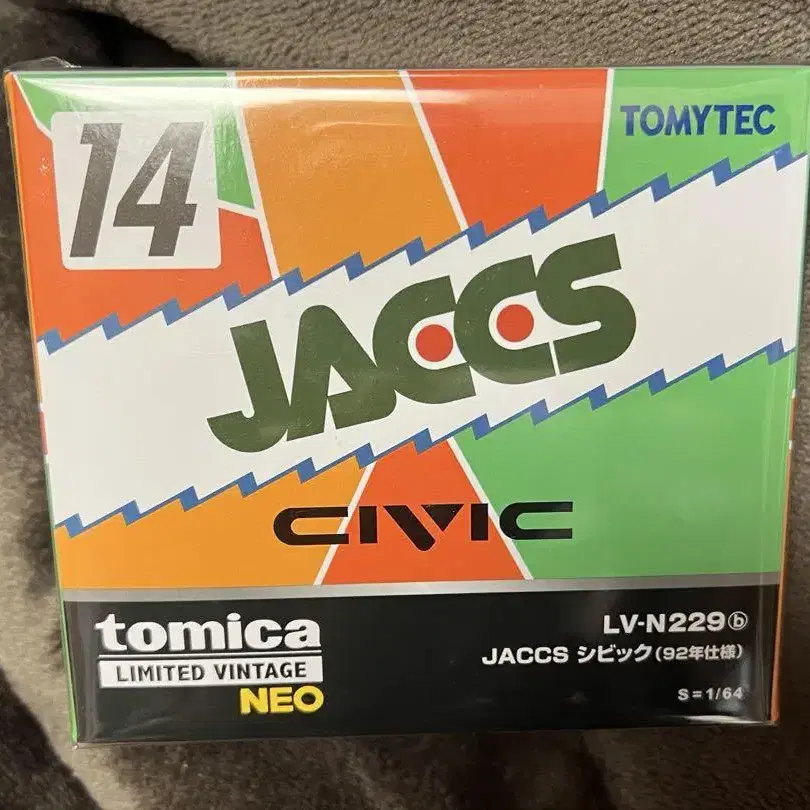 14
TOMYTEC
JACCS
CIVIC
tomica
LIMITED VINTAGE
NEO
LV-N229ⓑ
JACCS シビック(92年仕様)
S=1/64